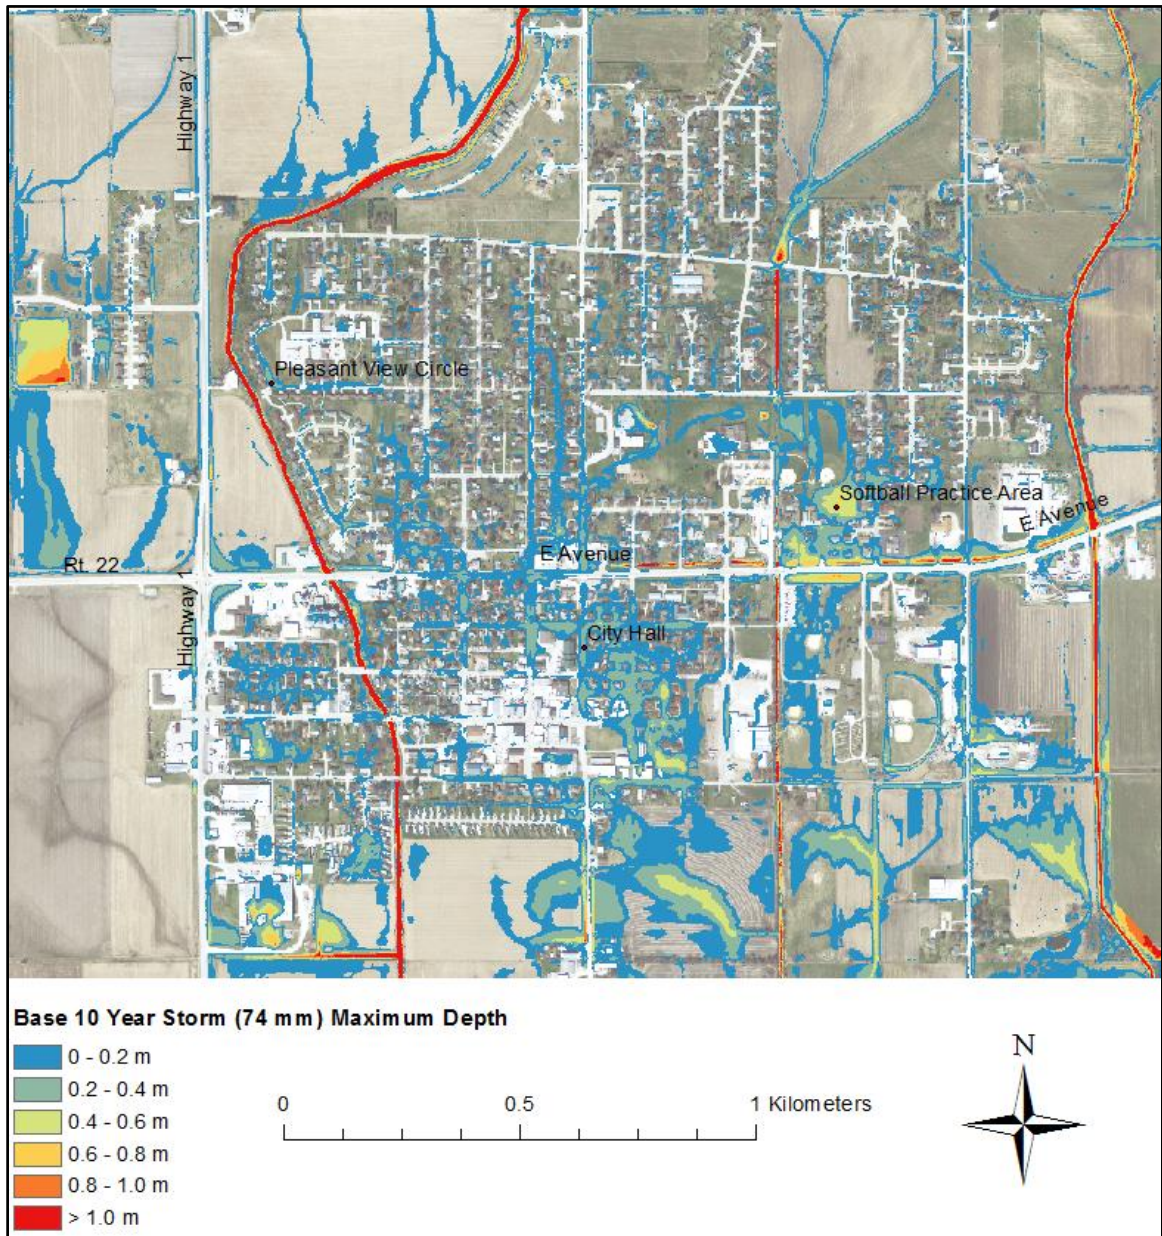 Highway 1
Pleasant View Circle
Softball Practice Area
E Avenue
E Avenue
Rt. 22
Highway 1
City Hall
Base 10 Year Storm (74 mm) Maximum Depth
0 - 0.2 m
0.2 - 0.4 m
0.4 - 0.6 m
0.6 - 0.8 m
0.8 - 1.0 m
> 1.0 m
0 0.5 1 Kilometers
N